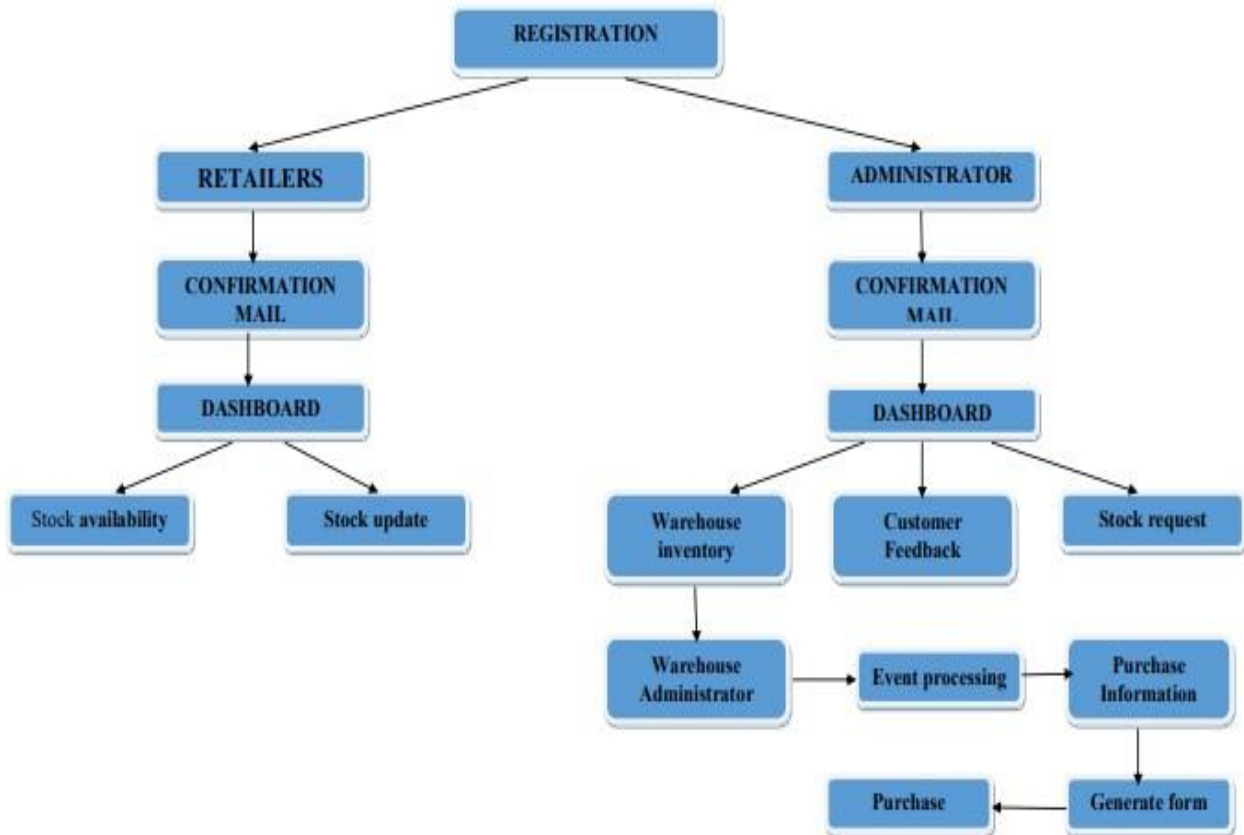 REGISTRATION
RETAILERS
ADMINISTRATOR
CONFIRMATION
MAIL
CONFIRMATION
MAIL
DASHBOARD
DASHBOARD
Stock availability
Stock update
Warehouse
inventory
Customer
Feedback
Stock request
Warehouse
Administrator
Event processing
Purchase
Information
Purchase
Generate form